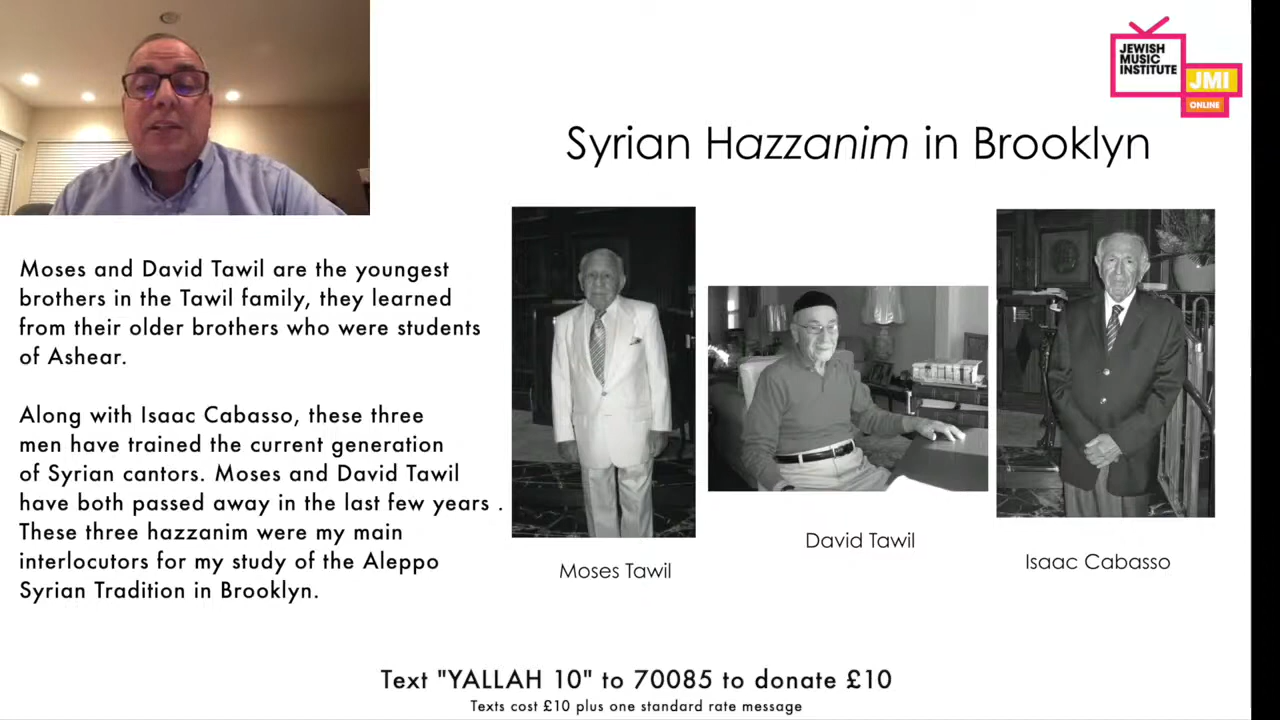 JEWISH
MUSIC
INSTITUTE
JMI
ONLINE
Syrian Hazzanim in Brooklyn
Moses and David Tawil are the youngest
brothers in the Tawil family, they learned
from their older brothers who were students
of Ashear.
Along with Isaac Cabasso, these three
men have trained the current generation
of Syrian cantors. Moses and David Tawil
have both passed away in the last few years .
These three hazzanim were my main
interlocutors for my study of the Aleppo
Syrian Tradition in Brooklyn.
Moses Tawil
David Tawil
Isaac Cabasso
Text "YALLAH 10" to 70085 to donate £10
Texts cost £10 plus one standard rate message